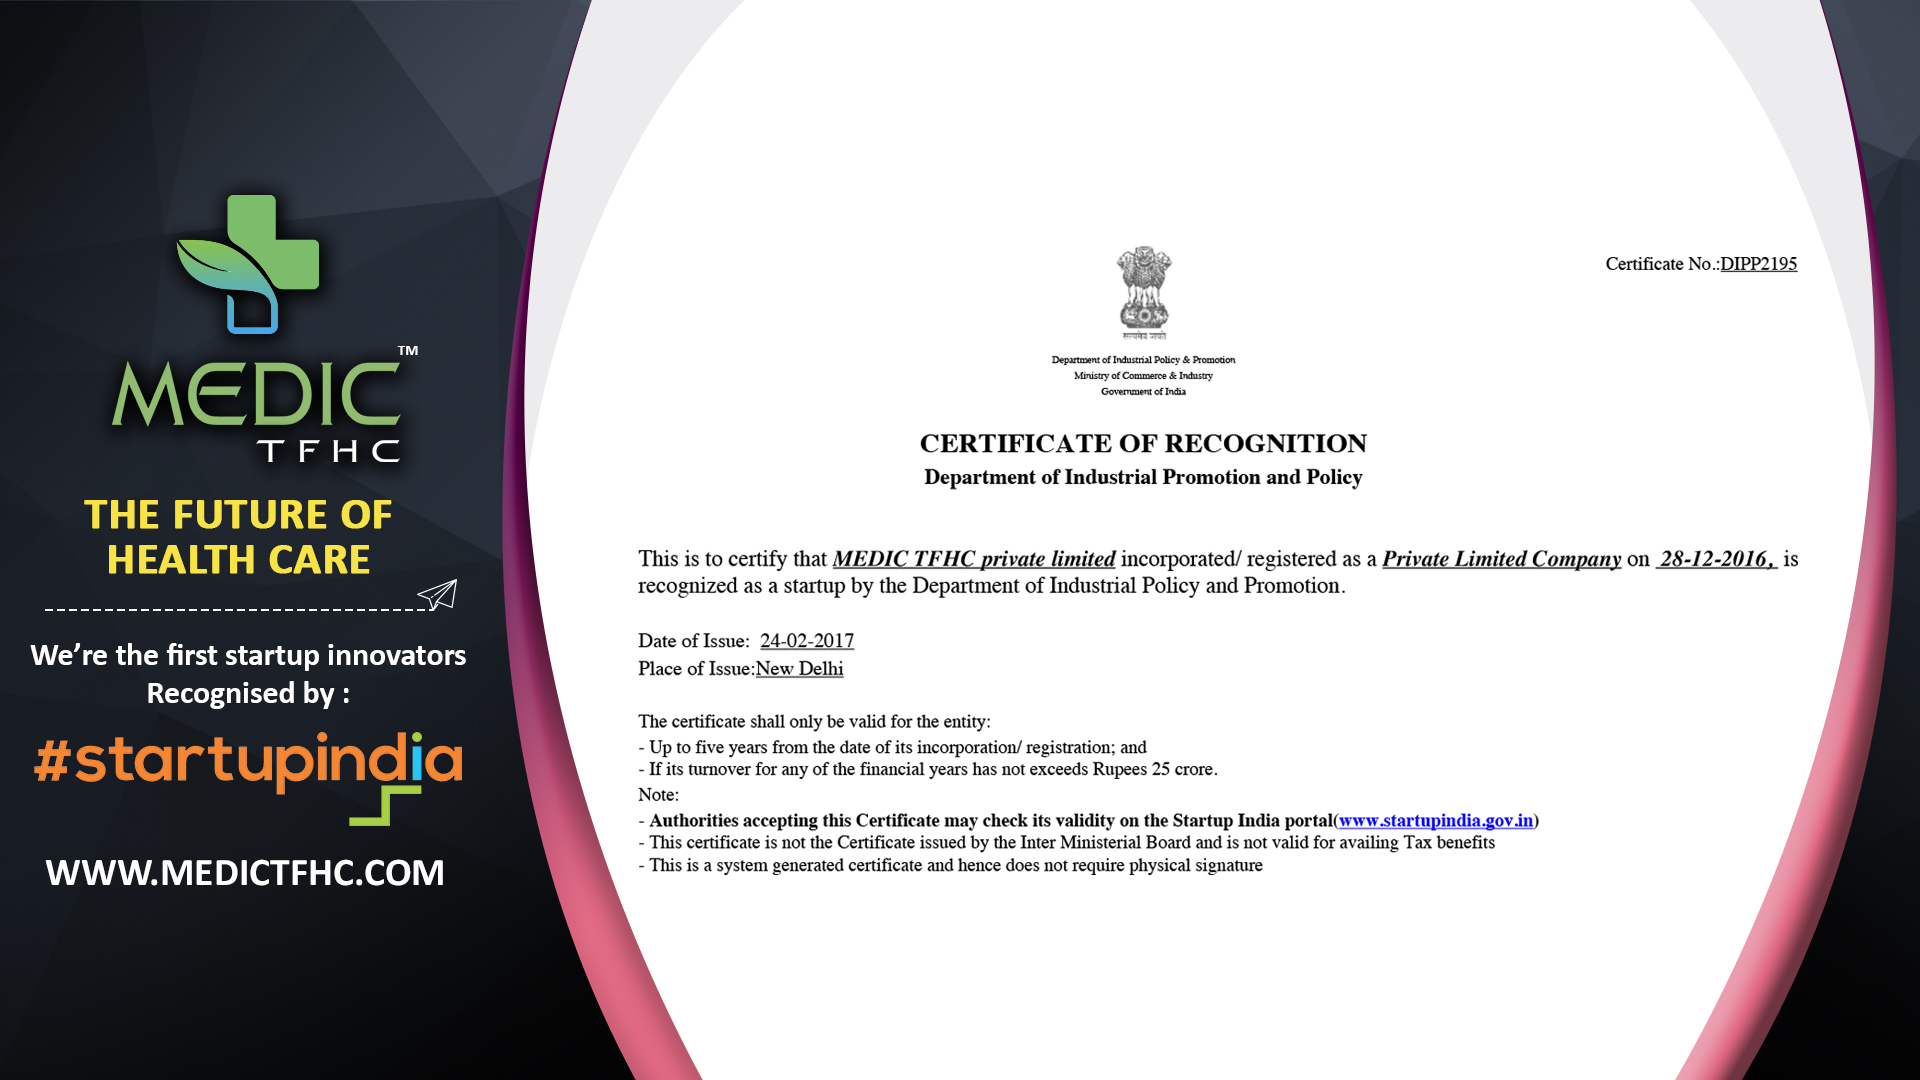 MEDIC
TM
TFHC
THE FUTURE OF
HEALTH CARE
We’re the first startup innovators
Recognised by :
#startupindia
WWW.MEDICTFHC.COM
Certificate No.:DIPP2195
सत्यमेव जयते
Department of Industrial Policy & Promotion
Ministry of Commerce & Industry
Government of India
CERTIFICATE OF RECOGNITION
Department of Industrial Promotion and Policy
This is to certify that MEDIC TFHC private limited incorporated/ registered as a Private Limited Company on 28-12-2016, is
recognized as a startup by the Department of Industrial Policy and Promotion.
Date of Issue: 24-02-2017
Place of Issue:New Delhi
The certificate shall only be valid for the entity:
- Up to five years from the date of its incorporation/ registration; and
- If its turnover for any of the financial years has not exceeds Rupees 25 crore.
Note:
- Authorities accepting this Certificate may check its validity on the Startup India portal(www.startupindia.gov.in)
- This certificate is not the Certificate issued by the Inter Ministerial Board and is not valid for availing Tax benefits
- This is a system generated certificate and hence does not require physical signature